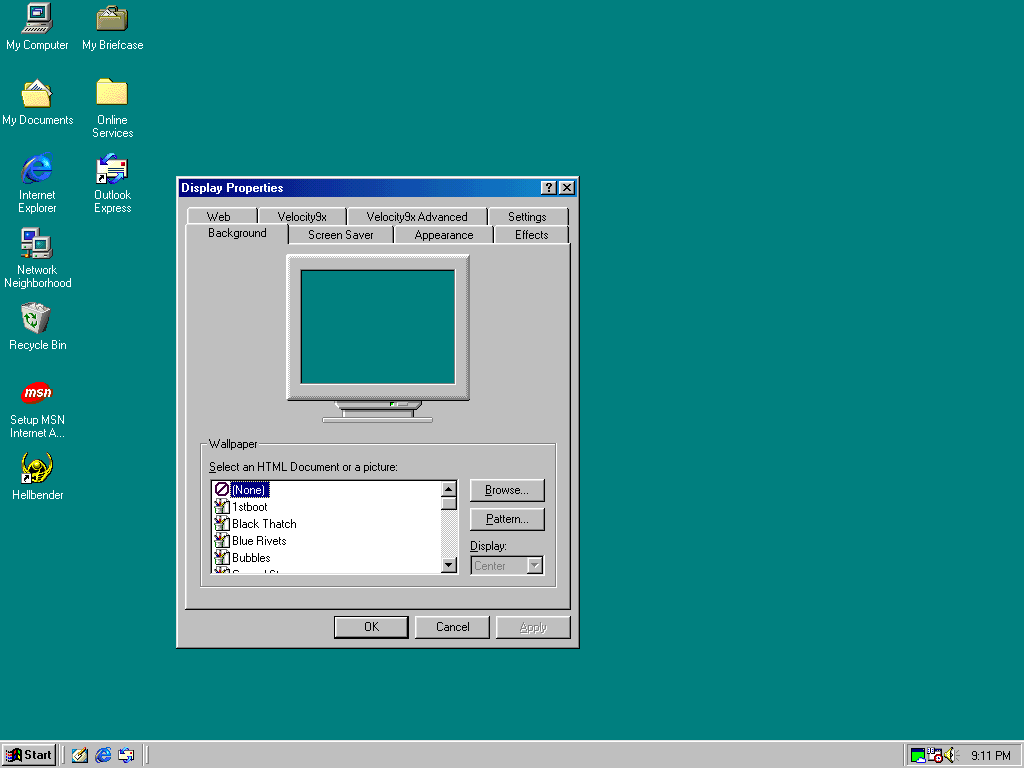 My Computer
My Briefcase
My Documents
Online
Services
Internet
Explorer
Outlook
Express
Network
Neighborhood
Recycle Bin
msn
Setup MSN
Internet A...
Hellbender
Display Properties
Web
Velocity9x
Velocity9x Advanced
Settings
Background
Screen Saver
Appearance
Effects
Wallpaper
Select an HTML Document or a picture:
(None)
1stboot
Black Thatch
Blue Rivets
Bubbles
Browse...
Pattern...
Display:
Center
OK
Cancel
Apply
Start
9:11 PM